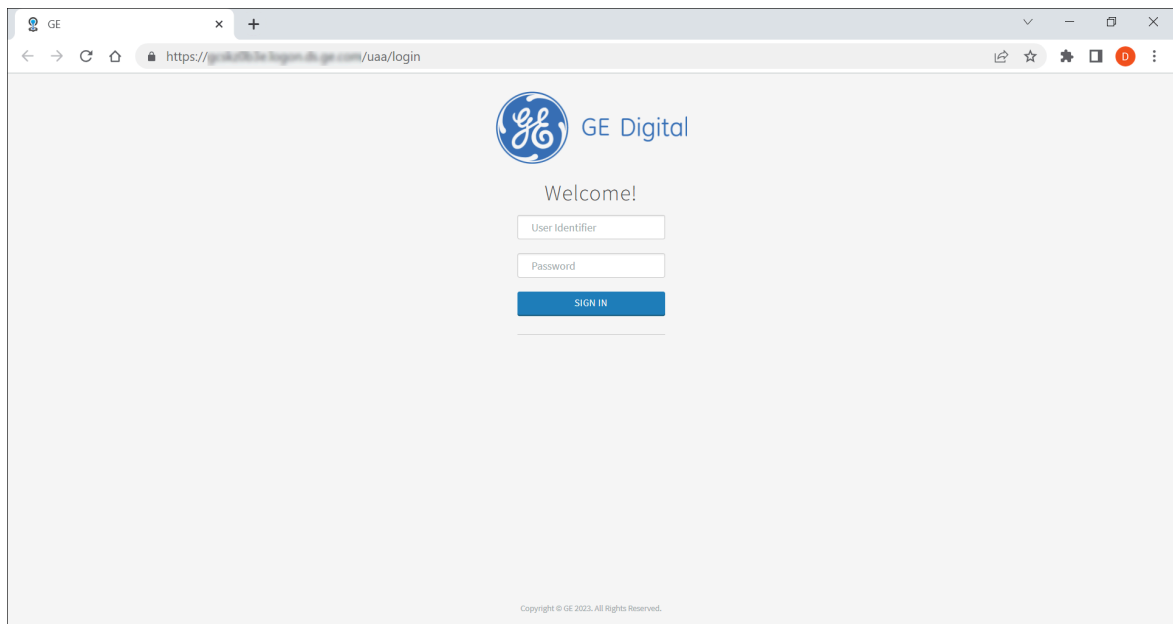 GE
https:// /uaa/login
D
GE Digital
Welcome!
User Identifier
Password
SIGN IN
Copyright © GE 2023. All Rights Reserved.